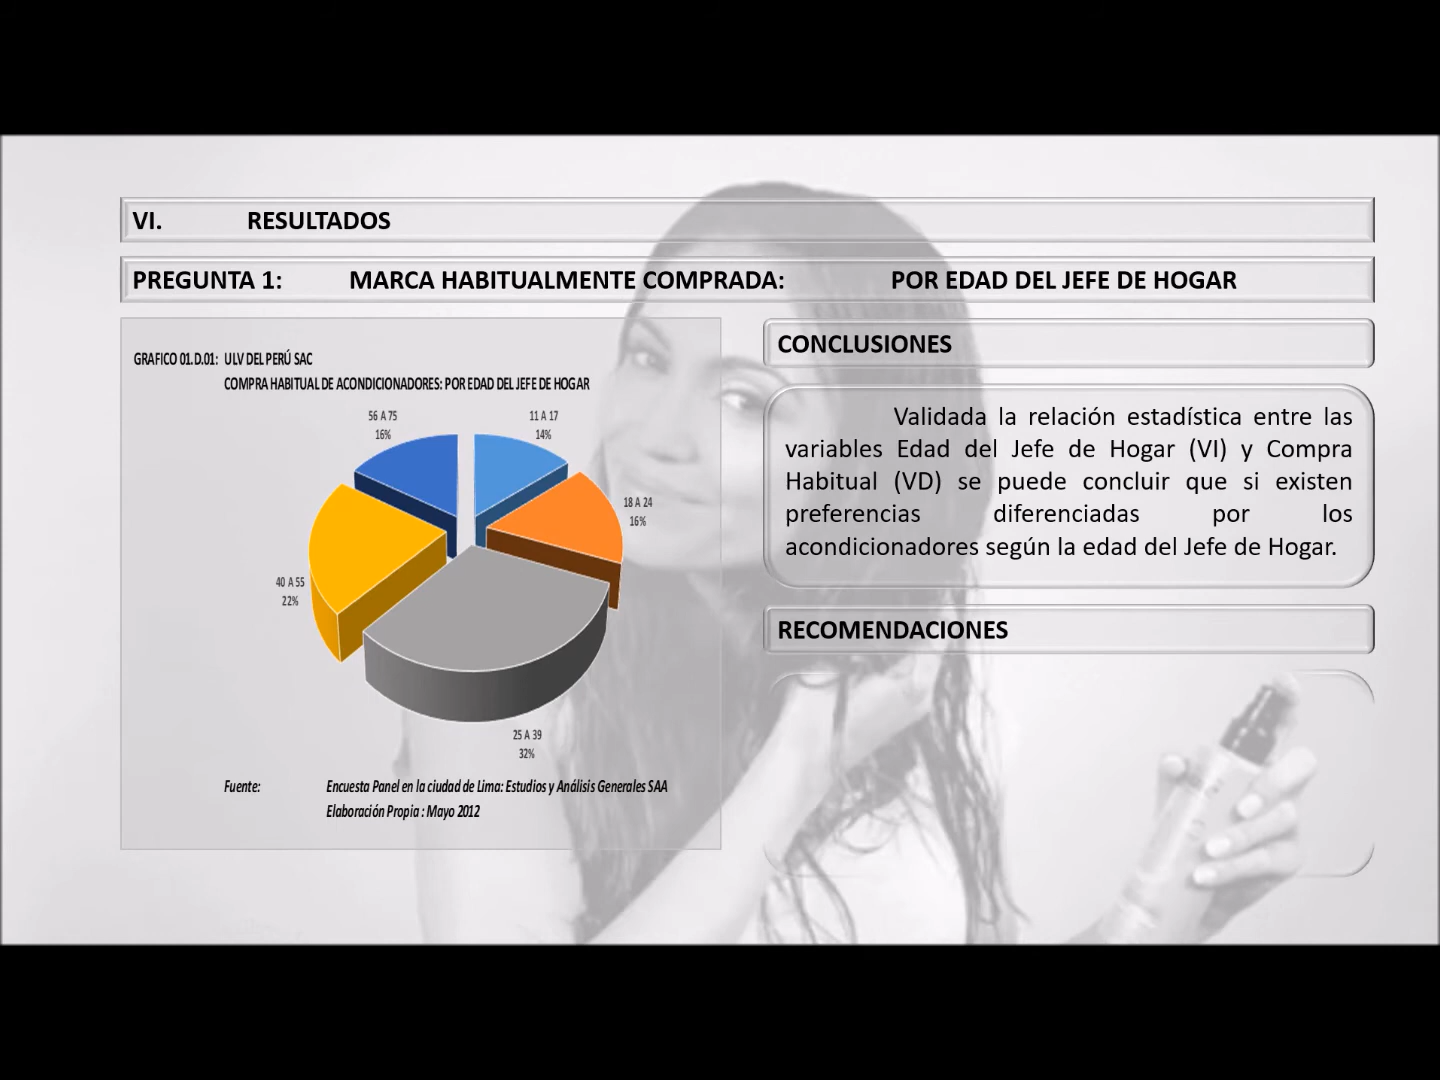 VI. RESULTADOS
PREGUNTA 1: MARCA HABITUALMENTE COMPRADA: POR EDAD DEL JEFE DE HOGAR
GRAFICO 01.D.01: ULV DEL PERÚ SAC
COMPRA HABITUAL DE ACONDICIONADORES: POR EDAD DEL JEFE DE HOGAR
56 A 75
16%
11 A 17
14%
18 A 24
16%
40 A 55
22%
25 A 39
32%
Fuente: Encuesta Panel en la ciudad de Lima: Estudios y Análisis Generales SAA
Elaboración Propia : Mayo 2012
CONCLUSIONES
Validada la relación estadística entre las
variables Edad del Jefe de Hogar (VI) y Compra
Habitual (VD) se puede concluir que si existen
preferencias diferenciadas por los
acondicionadores según la edad del Jefe de Hogar.
RECOMENDACIONES